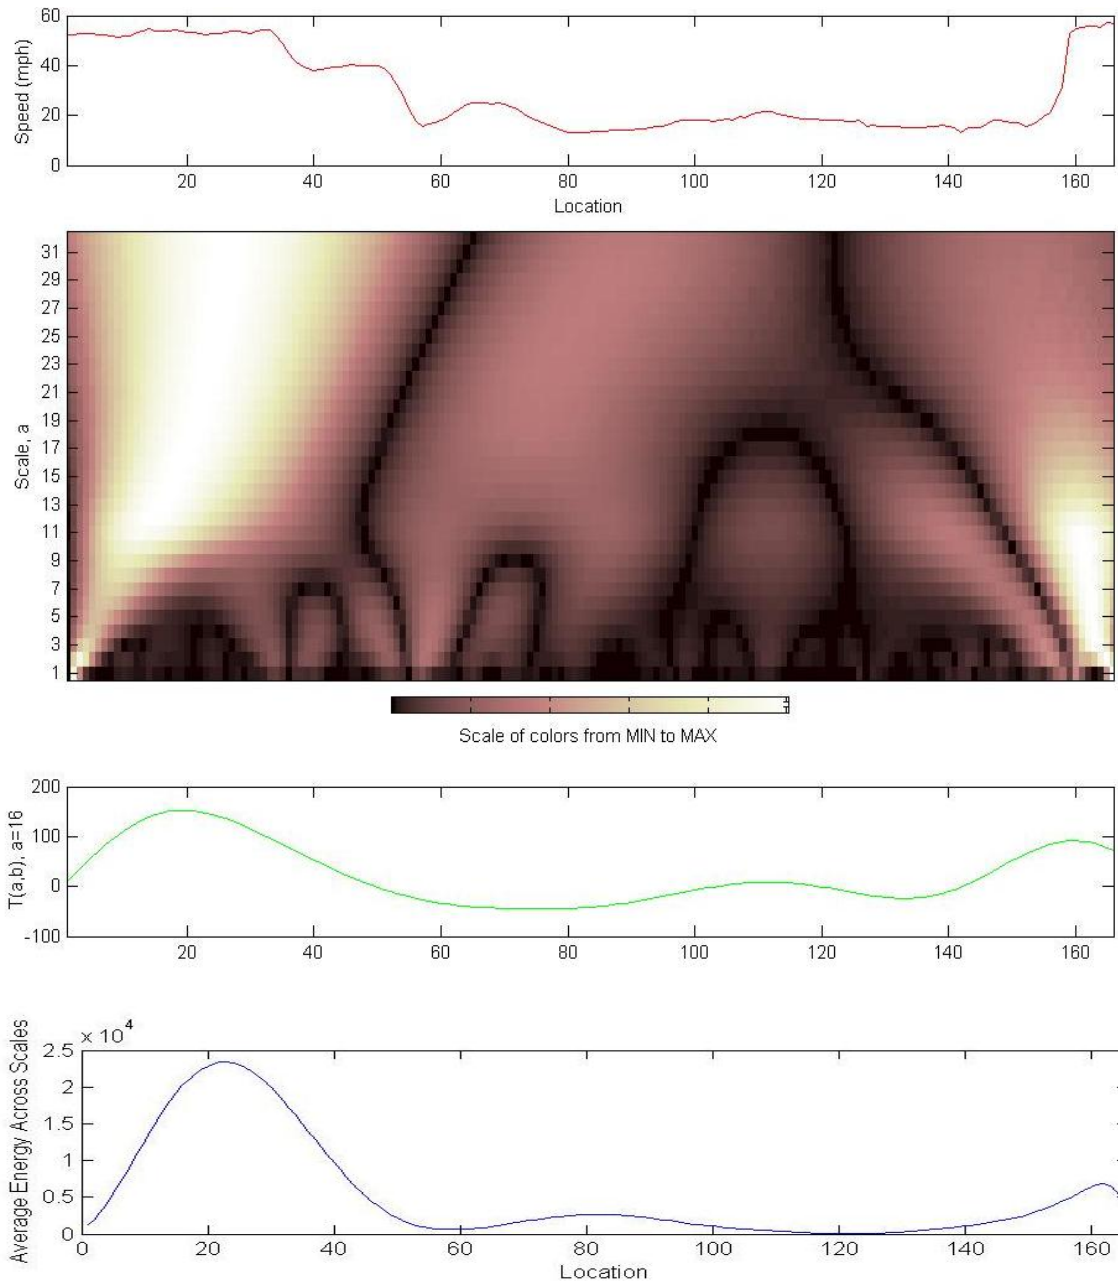 60
40
20
0
Speed (mph)
20 40 60 80 100 120 140 160
Location
31
29
27
25
23
21
19
17
15
13
11
9
7
5
3
1
Scale, a
Scale of colors from MIN to MAX
200
100
0
-100
T(a,b), a=16
20 40 60 80 100 120 140 160
x 10^4
2.5
2
1.5
1
0.5
0
Average Energy Across Scales
0 20 40 60 80 100 120 140 160
Location